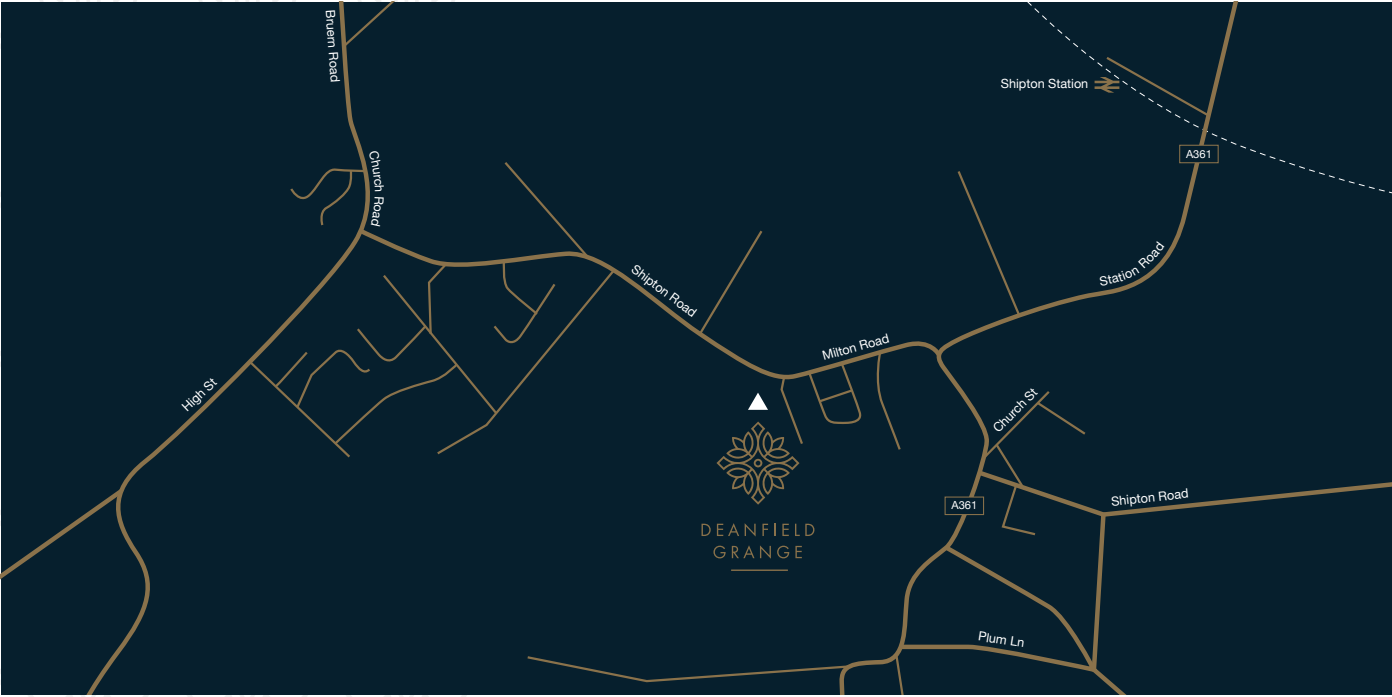 Bruern Road
Shipton Station
A361
Church Road
Station Road
Shipton Road
Milton Road
High St
Church St
Shipton Road
A361
DEANFIELD
GRANGE
Plum Ln